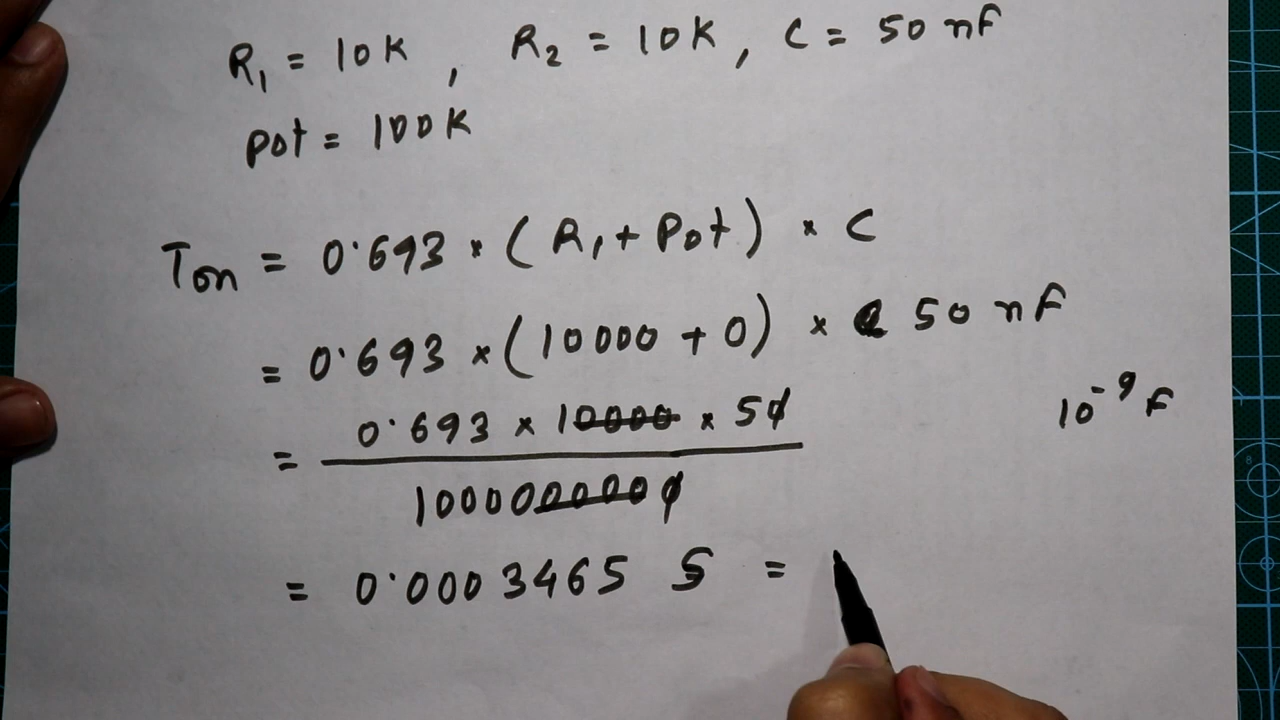 R₁ = 10K , R₂ = 10K , C = 50 nF
Pot = 100K
Ton = 0.693 × ( R₁ + Pot ) × C
= 0.693 × ( 10000 + 0 ) × 50 nF
10⁻⁹ F
0.693 × 10000 × 50
=
10000000000
= 0.0003465 S =